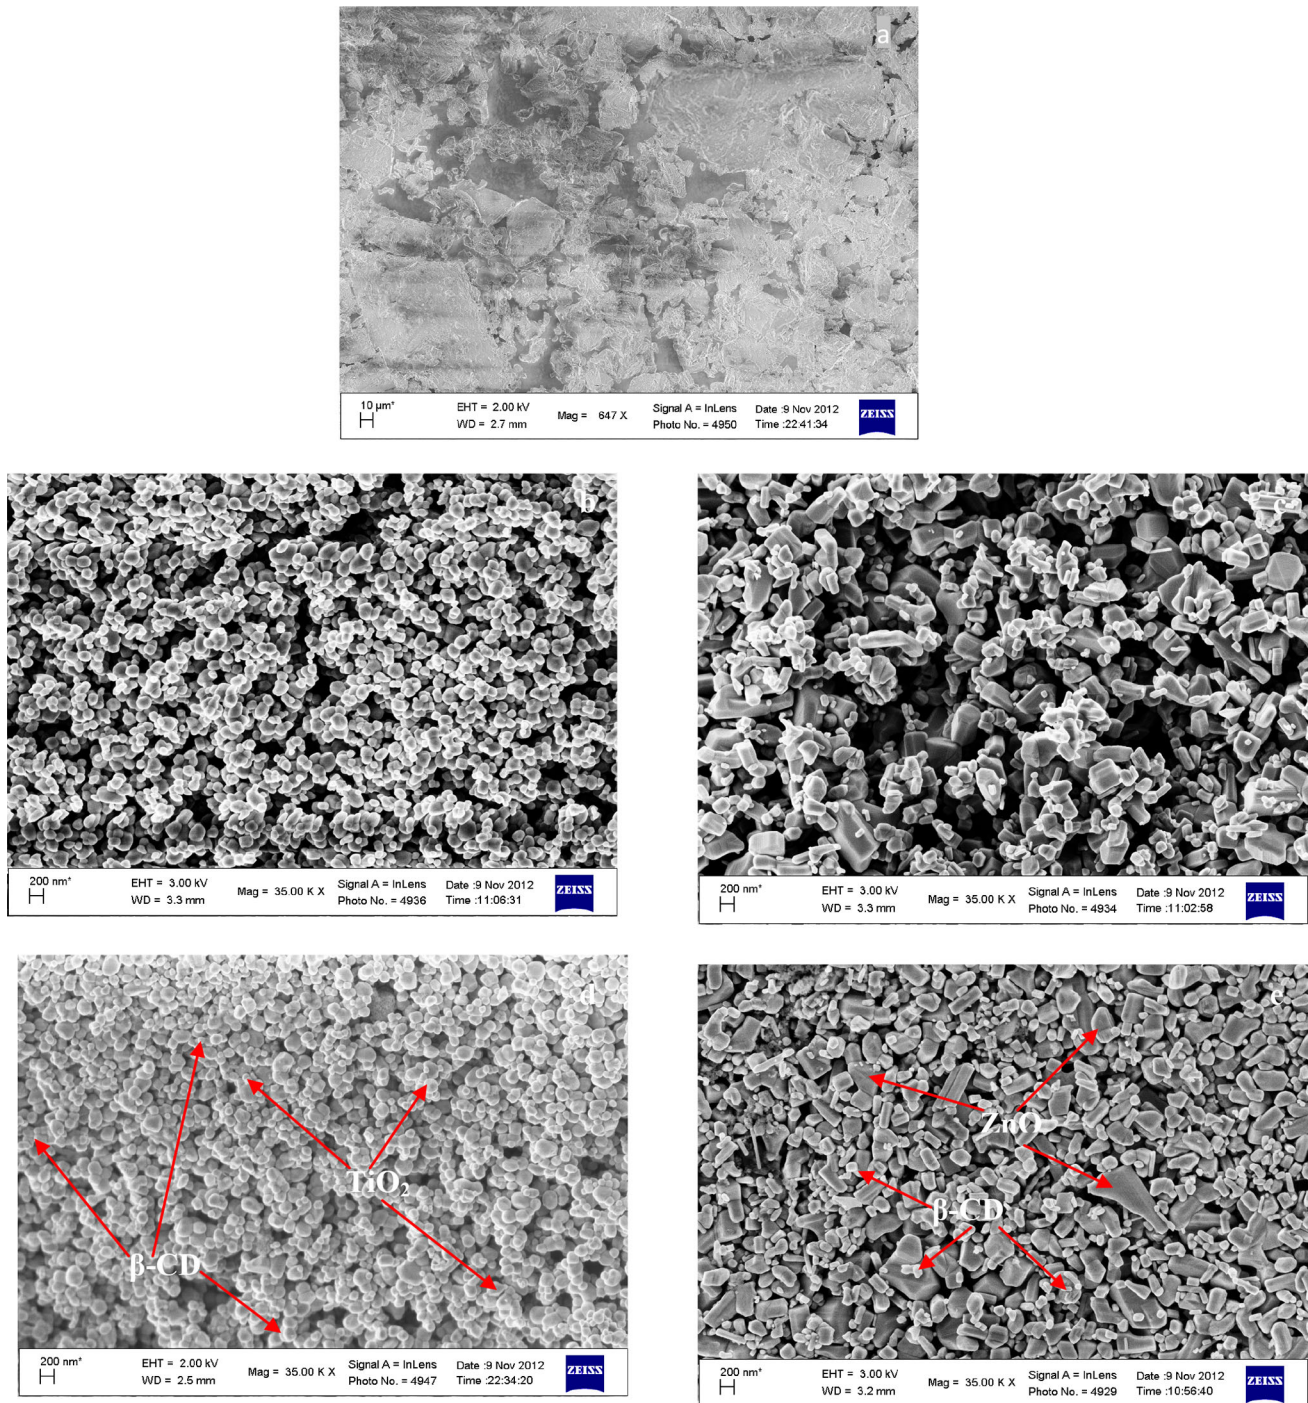 a
10 µm*
EHT = 2.00 kV
WD = 2.7 mm
Mag = 647 X
Signal A = InLens
Photo No. = 4950
Date :9 Nov 2012
Time :22:41:34
ZEISS
b
200 nm*
EHT = 3.00 kV
WD = 3.3 mm
Mag = 35.00 K X
Signal A = InLens
Photo No. = 4936
Date :9 Nov 2012
Time :11:06:31
ZEISS
c
200 nm*
EHT = 3.00 kV
WD = 3.3 mm
Mag = 35.00 K X
Signal A = InLens
Photo No. = 4934
Date :9 Nov 2012
Time :11:02:58
ZEISS
d
TiO₂
β-CD
200 nm*
EHT = 2.00 kV
WD = 2.5 mm
Mag = 35.00 K X
Signal A = InLens
Photo No. = 4947
Date :9 Nov 2012
Time :22:34:20
ZEISS
e
ZnO
β-CD
200 nm*
EHT = 3.00 kV
WD = 3.2 mm
Mag = 35.00 K X
Signal A = InLens
Photo No. = 4929
Date :9 Nov 2012
Time :10:56:40
ZEISS